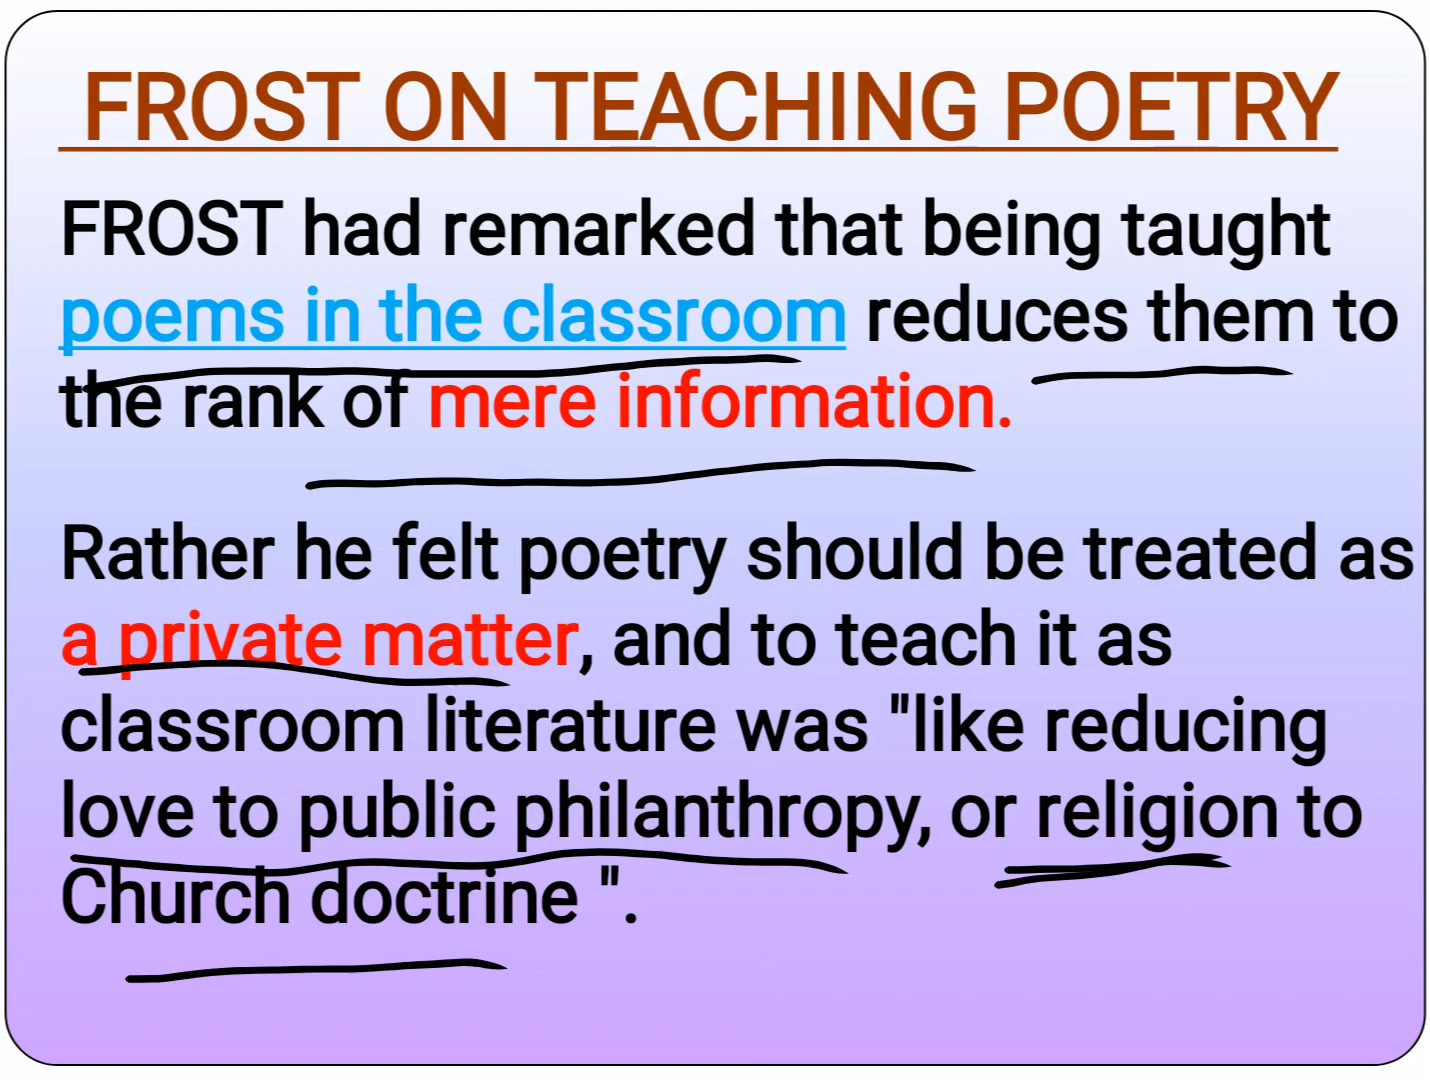 FROST ON TEACHING POETRY
FROST had remarked that being taught
poems in the classroom reduces them to
the rank of mere information.
Rather he felt poetry should be treated as
a private matter, and to teach it as
classroom literature was "like reducing
love to public philanthropy, or religion to
Church doctrine ".